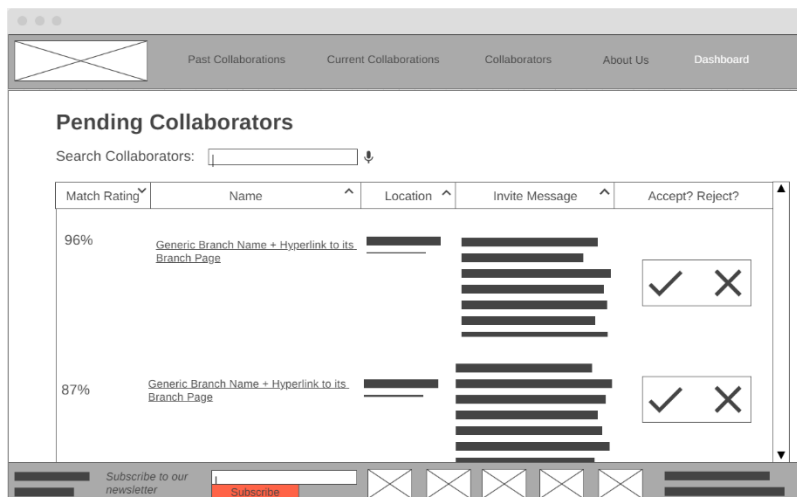 Past Collaborations Current Collaborations Collaborators About Us Dashboard
Pending Collaborators
Search Collaborators:
Match Rating Name Location Invite Message Accept? Reject?
96%
Generic Branch Name + Hyperlink to its
Branch Page
87%
Generic Branch Name + Hyperlink to its
Branch Page
Subscribe to our
newsletter
Subscribe